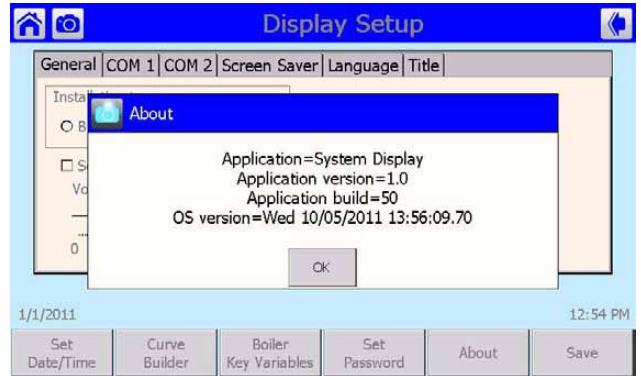 Display Setup
General COM 1 COM 2 Screen Saver Language Title
About
Application=System Display
Application version=1.0
Application build=50
OS version=Wed 10/05/2011 13:56:09.70
0
OK
1/1/2011 12:54 PM
Set Date/Time
Curve Builder
Boiler Key Variables
Set Password
About
Save